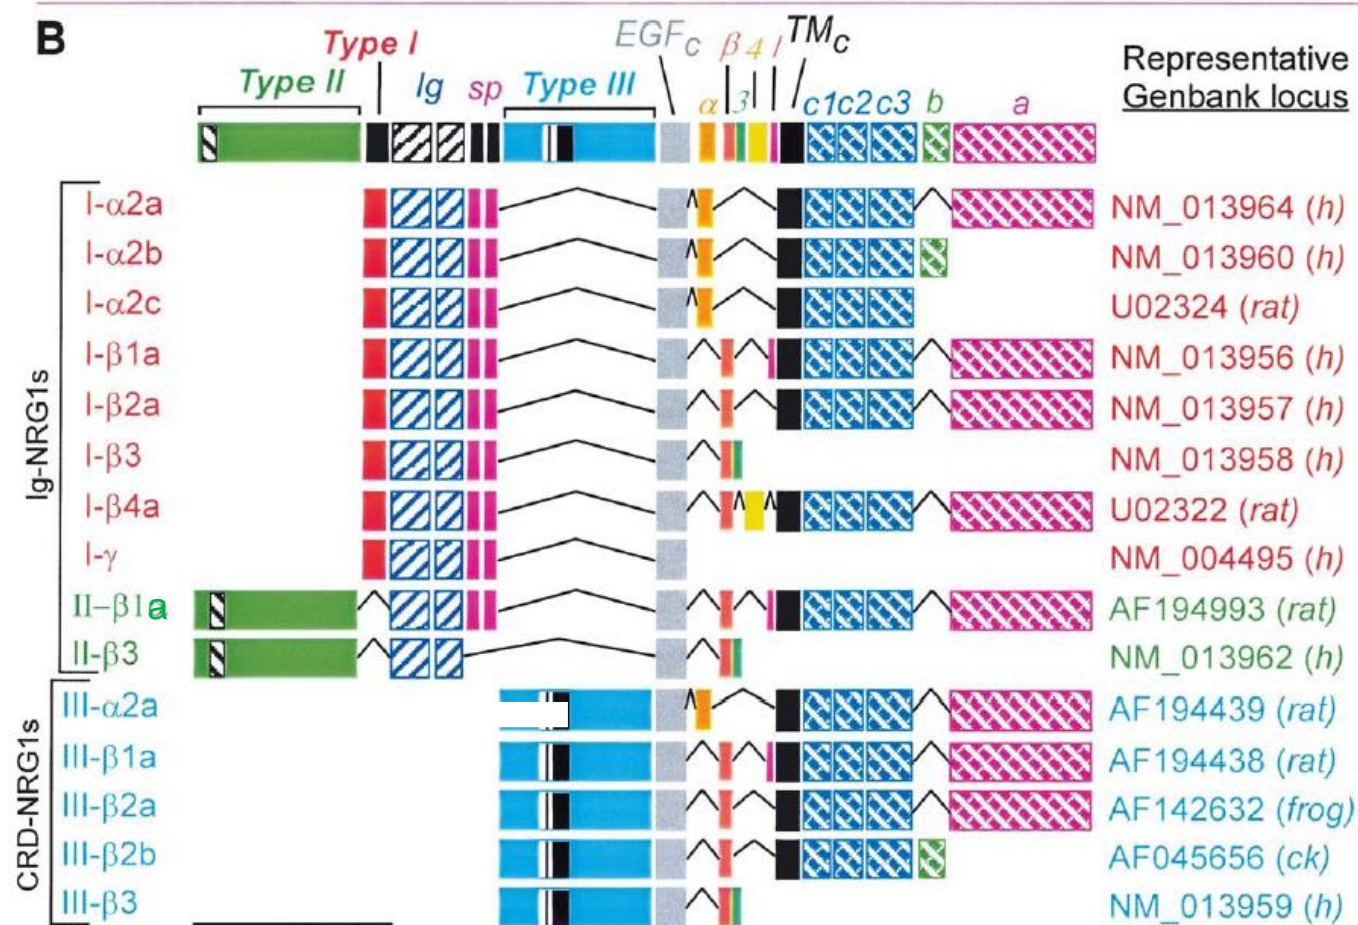 B
Type I
EGFc β 4 1 TMc
Type II Ig sp Type III α 3 c1 c2 c3 b a
Representative
Genbank locus
Ig-NRG1s
I-α2a NM_013964 (h)
I-α2b NM_013960 (h)
I-α2c U02324 (rat)
I-β1a NM_013956 (h)
I-β2a NM_013957 (h)
I-β3 NM_013958 (h)
I-β4a U02322 (rat)
I-γ NM_004495 (h)
II-β1a AF194993 (rat)
II-β3 NM_013962 (h)
CRD-NRG1s
III-α2a AF194439 (rat)
III-β1a AF194438 (rat)
III-β2a AF142632 (frog)
III-β2b AF045656 (ck)
III-β3 NM_013959 (h)